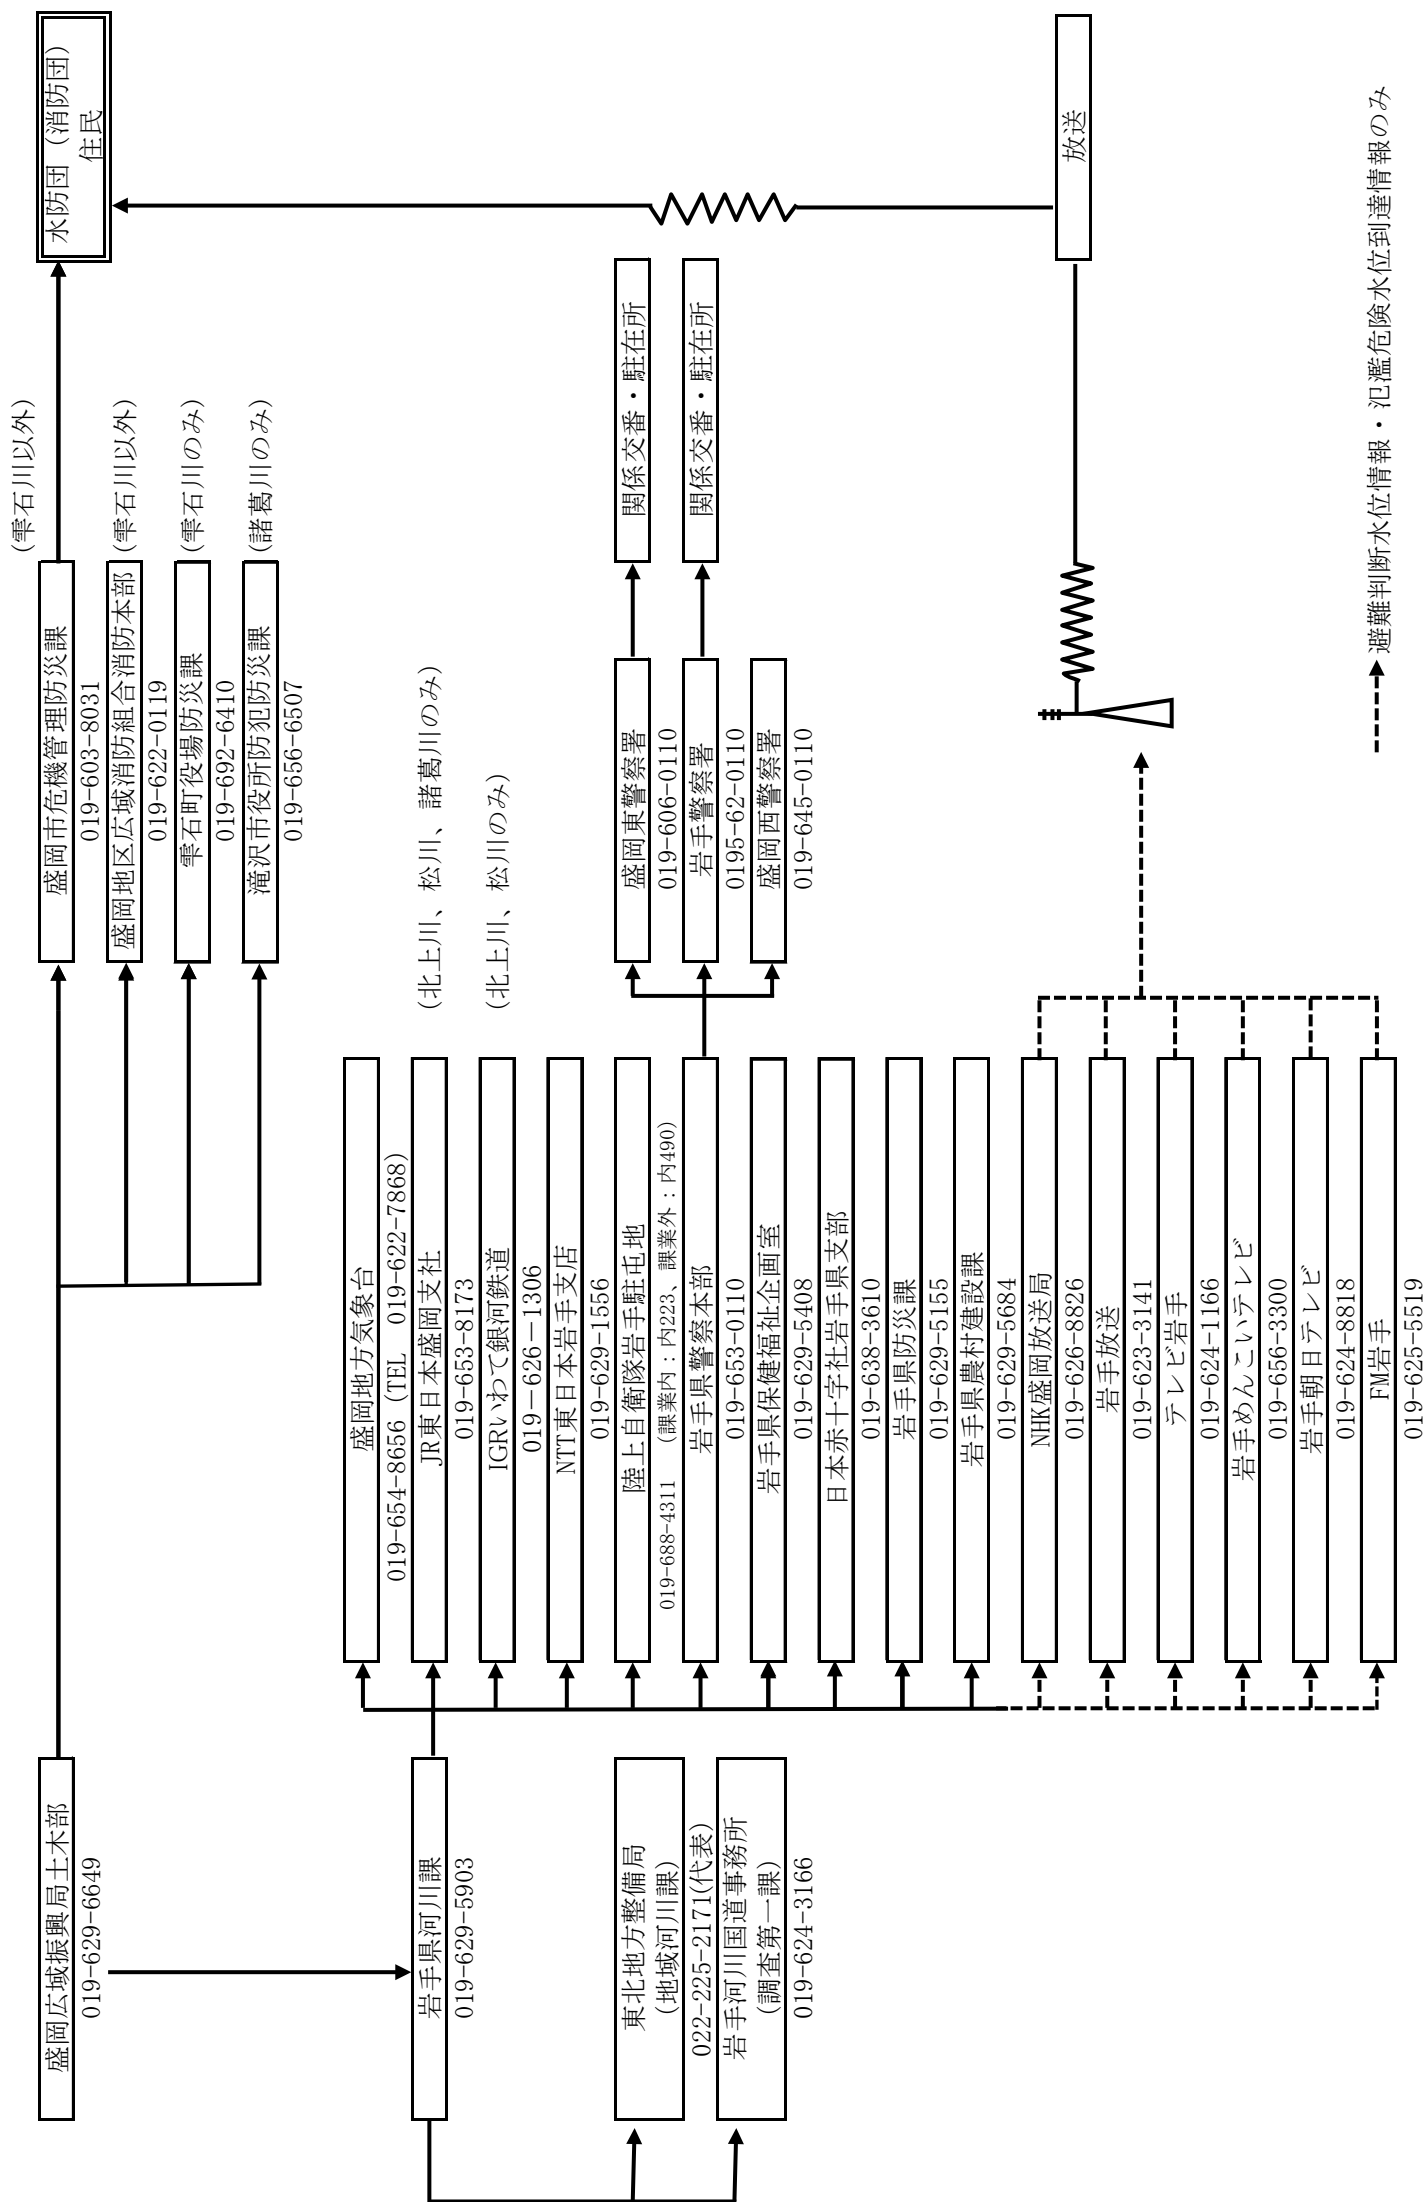 盛岡広域振興局土木部
019-629-6649
岩手県河川課
019-629-5903
東北地方整備局
(地域河川課)
022-225-2171(代表)
岩手河川国道事務所
(調査第一課)
019-624-3166
盛岡地方気象台
019-654-8656 (TEL 019-622-7868)
JR東日本盛岡支社
(北上川、松川、諸葛川のみ)
019-653-8173
IGRいわて銀河鉄道
(北上川、松川のみ)
019-626-1306
NTT東日本岩手支店
019-629-1556
陸上自衛隊岩手駐屯地
019-688-4311 (課業内:内223、課業外:内490)
岩手県警察本部
019-653-0110
岩手県保健福祉企画室
019-629-5408
日本赤十字社岩手県支部
019-638-3610
岩手県防災課
019-629-5155
岩手県農村建設課
019-629-5684
NHK盛岡放送局
019-626-8826
岩手放送
019-623-3141
テレビ岩手
019-624-1166
岩手めんこいテレビ
019-656-3300
岩手朝日テレビ
019-624-8818
FM岩手
019-625-5519
(雫石川以外)
盛岡市危機管理防災課
019-603-8031
盛岡地区広域消防組合消防本部
(雫石川以外)
019-622-0119
雫石町役場防災課
(雫石川のみ)
019-692-6410
滝沢市役所防犯防災課
(諸葛川のみ)
019-656-6507
盛岡東警察署
019-606-0110
岩手警察署
0195-62-0110
盛岡西警察署
019-645-0110
関係交番・駐在所
関係交番・駐在所
水防団(消防団)
住民
放送
避難判断水位情報・氾濫危険水位到達情報のみ